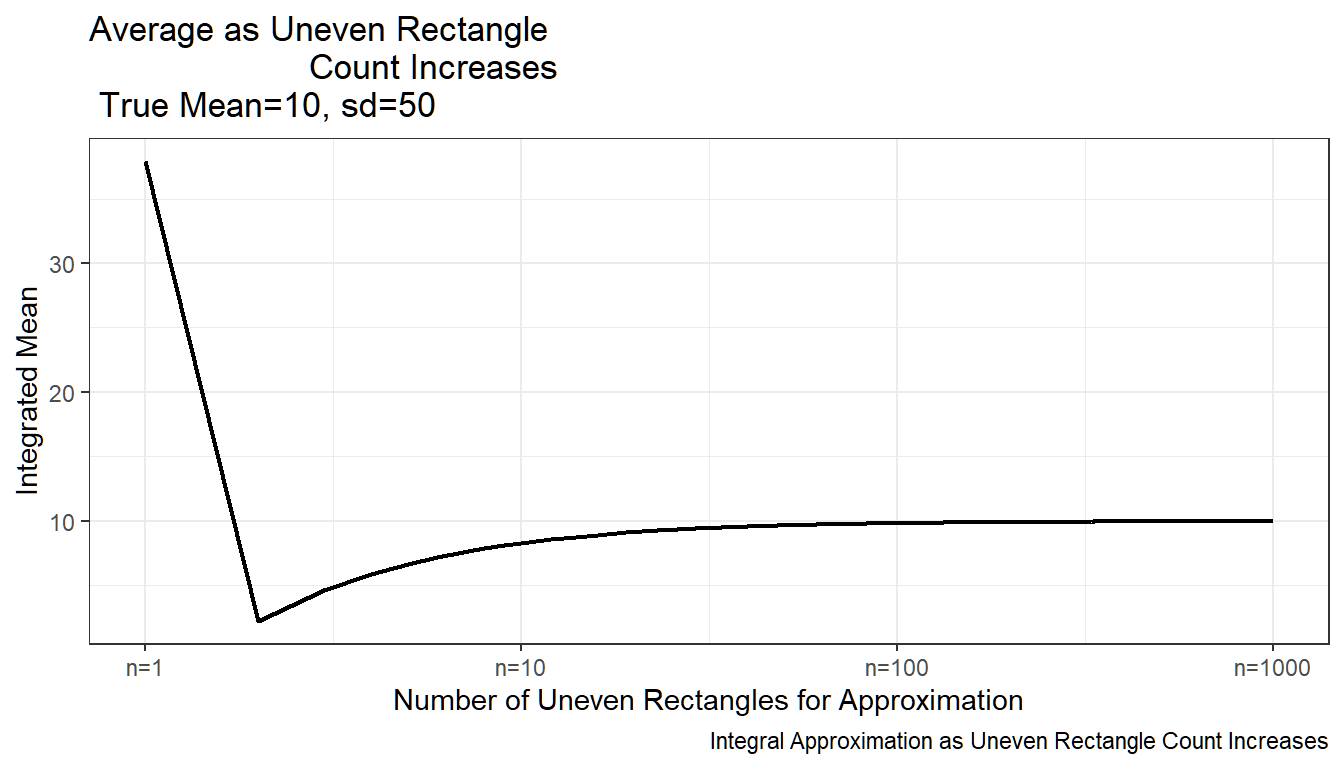 Average as Uneven Rectangle
Count Increases
True Mean=10, sd=50
Integrated Mean
30
20
10
n=1
n=10
n=100
n=1000
Number of Uneven Rectangles for Approximation
Integral Approximation as Uneven Rectangle Count Increases